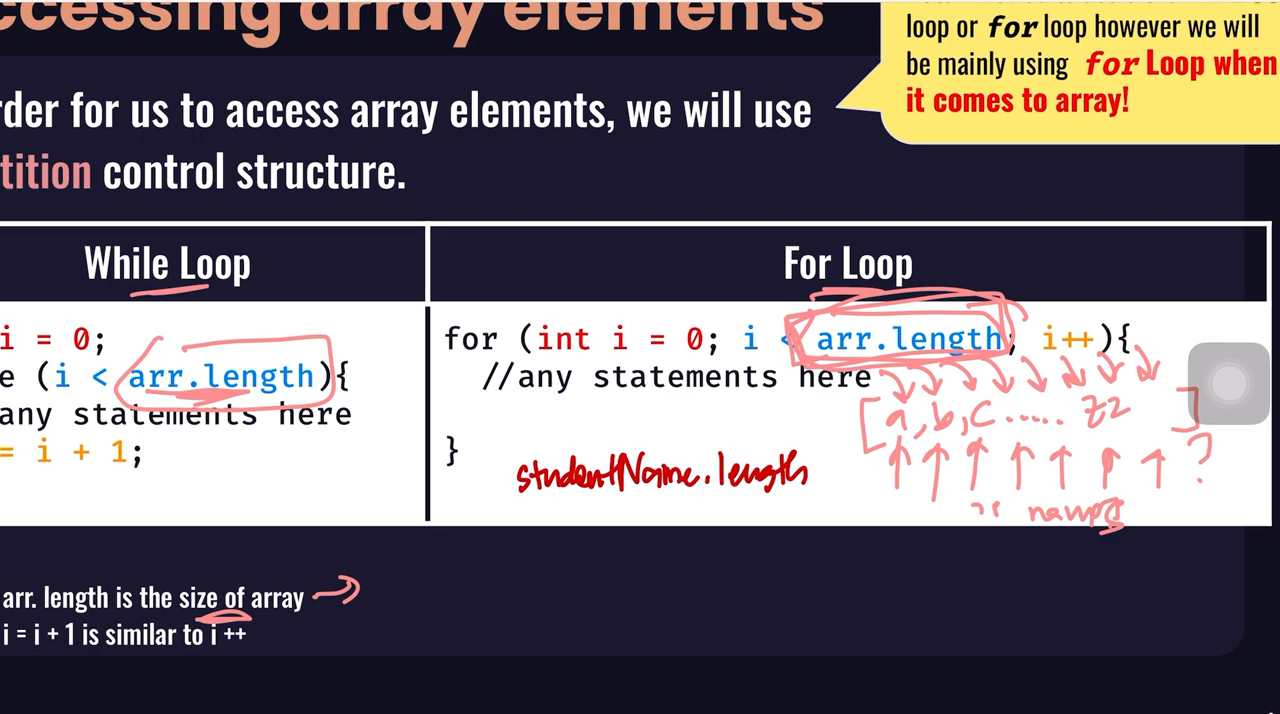 ccessing array elements
loop or for loop however we will
be mainly using for Loop when
it comes to array!
rder for us to access array elements, we will use
tition control structure.
While Loop
For Loop
i = 0;
e (i < arr.length){
any statements here
= i + 1;
for (int i = 0; i < arr.length; i++){
//any statements here
}
[a, b, c ..... z z ]
?
studentName.length
names
arr. length is the size of array
i = i + 1 is similar to i ++